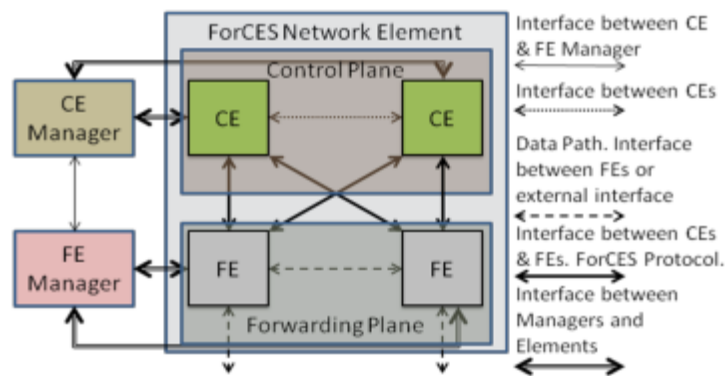 ForCES Network Element
Control Plane
CE
Manager
CE
CE
FE
Manager
FE
FE
Forwarding Plane
Interface between CE
& FE Manager
Interface between CEs
Data Path. Interface
between FEs or
external interface
Interface between CEs
& FEs. ForCES Protocol.
Interface between
Managers and
Elements